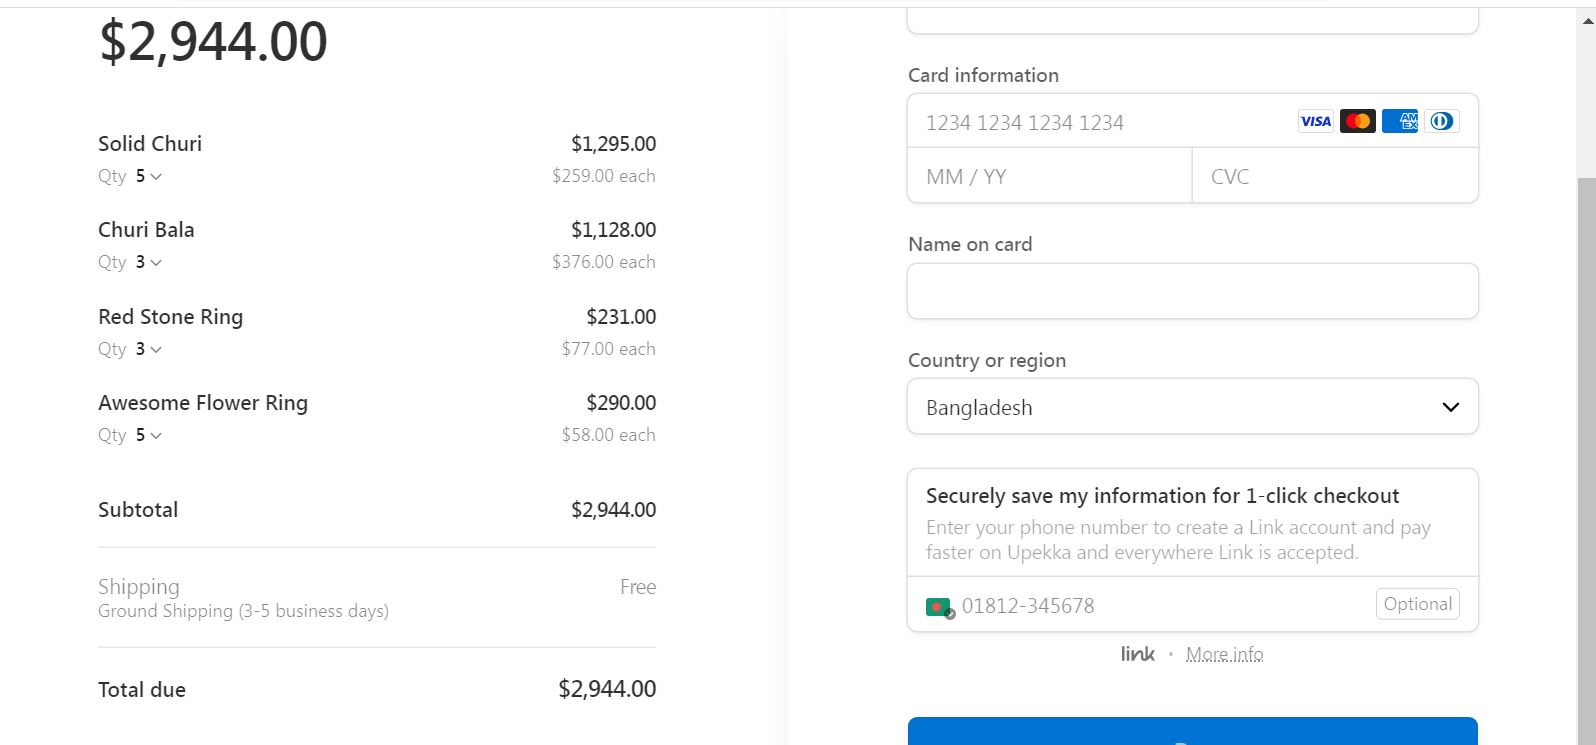 $2,944.00
Solid Churi $1,295.00
Qty 5 $259.00 each
Churi Bala $1,128.00
Qty 3 $376.00 each
Red Stone Ring $231.00
Qty 3 $77.00 each
Awesome Flower Ring $290.00
Qty 5 $58.00 each
Subtotal $2,944.00
Shipping Free
Ground Shipping (3-5 business days)
Total due $2,944.00
Card information
1234 1234 1234 1234 VISA AM EX
MM / YY CVC
Name on card
Country or region
Bangladesh
Securely save my information for 1-click checkout
Enter your phone number to create a Link account and pay
faster on Upekka and everywhere Link is accepted.
01812-345678 Optional
link • More info